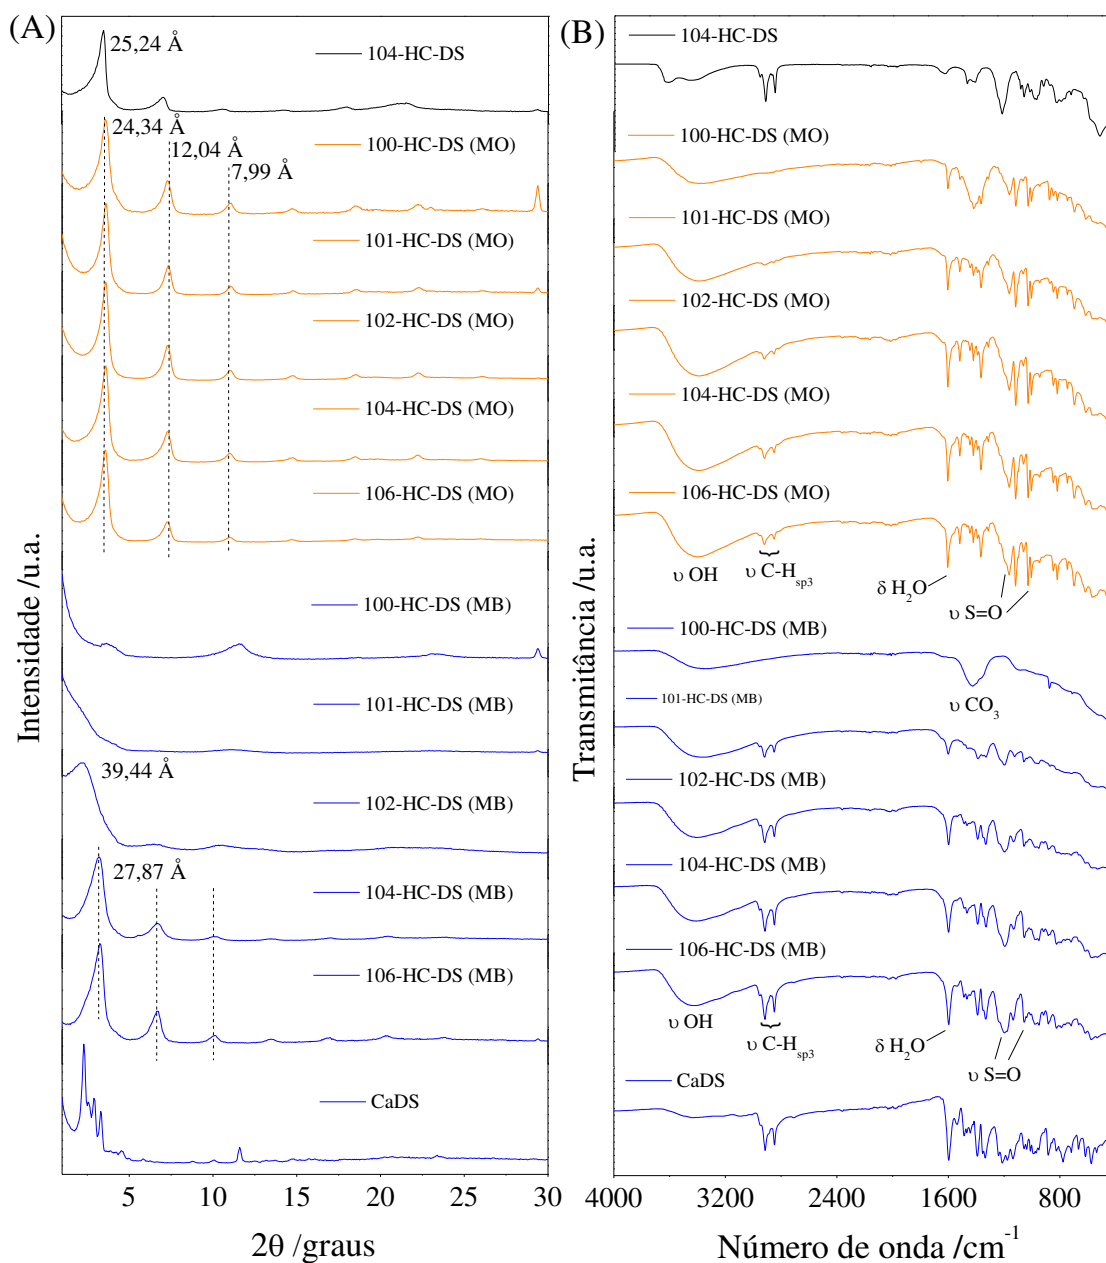 (A)
25,24 Å
104-HC-DS
24,34 Å
12,04 Å
7,99 Å
100-HC-DS (MO)
101-HC-DS (MO)
102-HC-DS (MO)
104-HC-DS (MO)
106-HC-DS (MO)
100-HC-DS (MB)
101-HC-DS (MB)
39,44 Å
102-HC-DS (MB)
27,87 Å
104-HC-DS (MB)
106-HC-DS (MB)
CaDS
Intensidade /u.a.
5 10 15 20 25 30
2θ /graus
(B)
104-HC-DS
100-HC-DS (MO)
101-HC-DS (MO)
102-HC-DS (MO)
104-HC-DS (MO)
106-HC-DS (MO)
υ OH
υ C-Hsp3
δ H2O
υ S=O
100-HC-DS (MB)
υ CO3
101-HC-DS (MB)
102-HC-DS (MB)
104-HC-DS (MB)
106-HC-DS (MB)
υ OH
υ C-Hsp3
δ H2O
υ S=O
CaDS
Transmitância /u.a.
4000 3200 2400 1600 800
Número de onda /cm-1